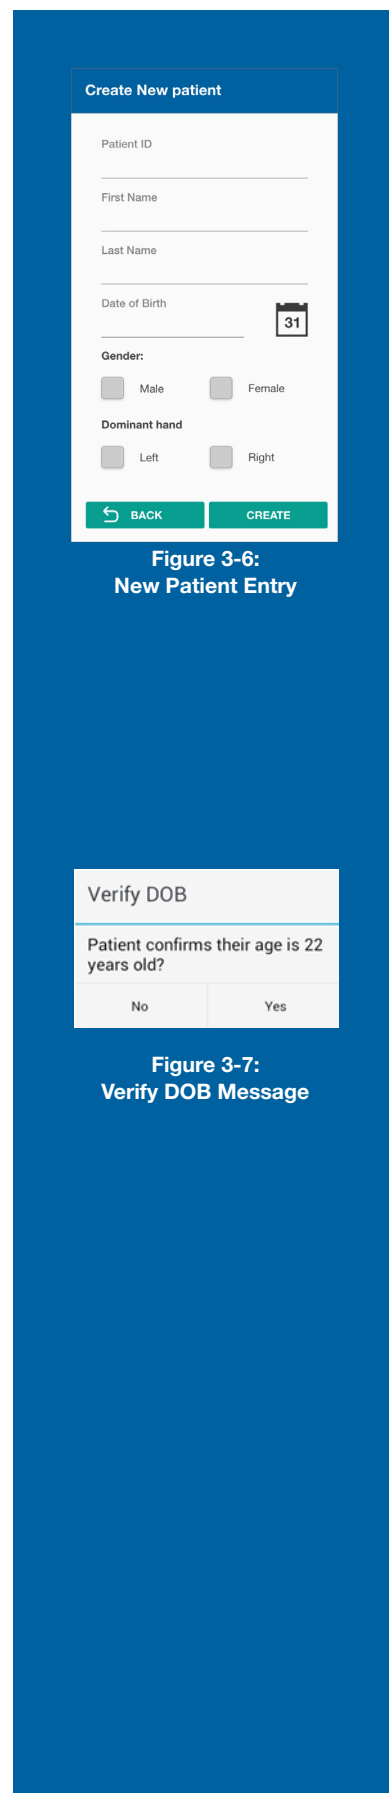 Create New patient
Patient ID
First Name
Last Name
Date of Birth
31
Gender:
Male Female
Dominant hand
Left Right
BACK CREATE
Figure 3-6:
New Patient Entry
Verify DOB
Patient confirms their age is 22
years old?
No Yes
Figure 3-7:
Verify DOB Message